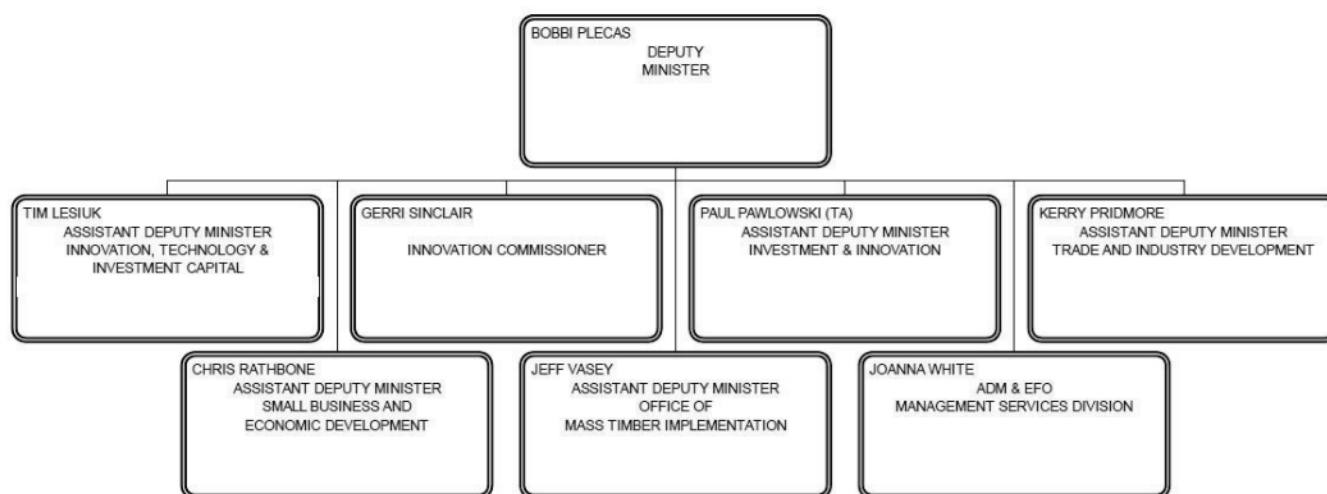 BOBBI PLECAS
DEPUTY
MINISTER
TIM LESIUK
ASSISTANT DEPUTY MINISTER
INNOVATION, TECHNOLOGY &
INVESTMENT CAPITAL
GERRI SINCLAIR
INNOVATION COMMISSIONER
PAUL PAWLOWSKI (TA)
ASSISTANT DEPUTY MINISTER
INVESTMENT & INNOVATION
KERRY PRIDMORE
ASSISTANT DEPUTY MINISTER
TRADE AND INDUSTRY DEVELOPMENT
CHRIS RATHBONE
ASSISTANT DEPUTY MINISTER
SMALL BUSINESS AND
ECONOMIC DEVELOPMENT
JEFF VASEY
ASSISTANT DEPUTY MINISTER
OFFICE OF
MASS TIMBER IMPLEMENTATION
JOANNA WHITE
ADM & EFO
MANAGEMENT SERVICES DIVISION